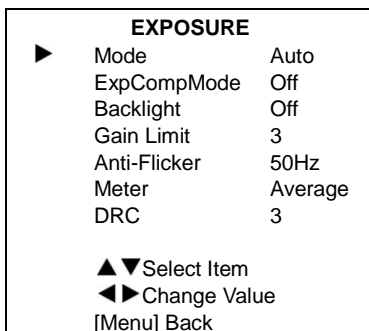 EXPOSURE
▶ Mode Auto
ExpCompMode Off
Backlight Off
Gain Limit 3
Anti-Flicker 50Hz
Meter Average
DRC 3
▲▼Select Item
◀▶Change Value
[Menu] Back